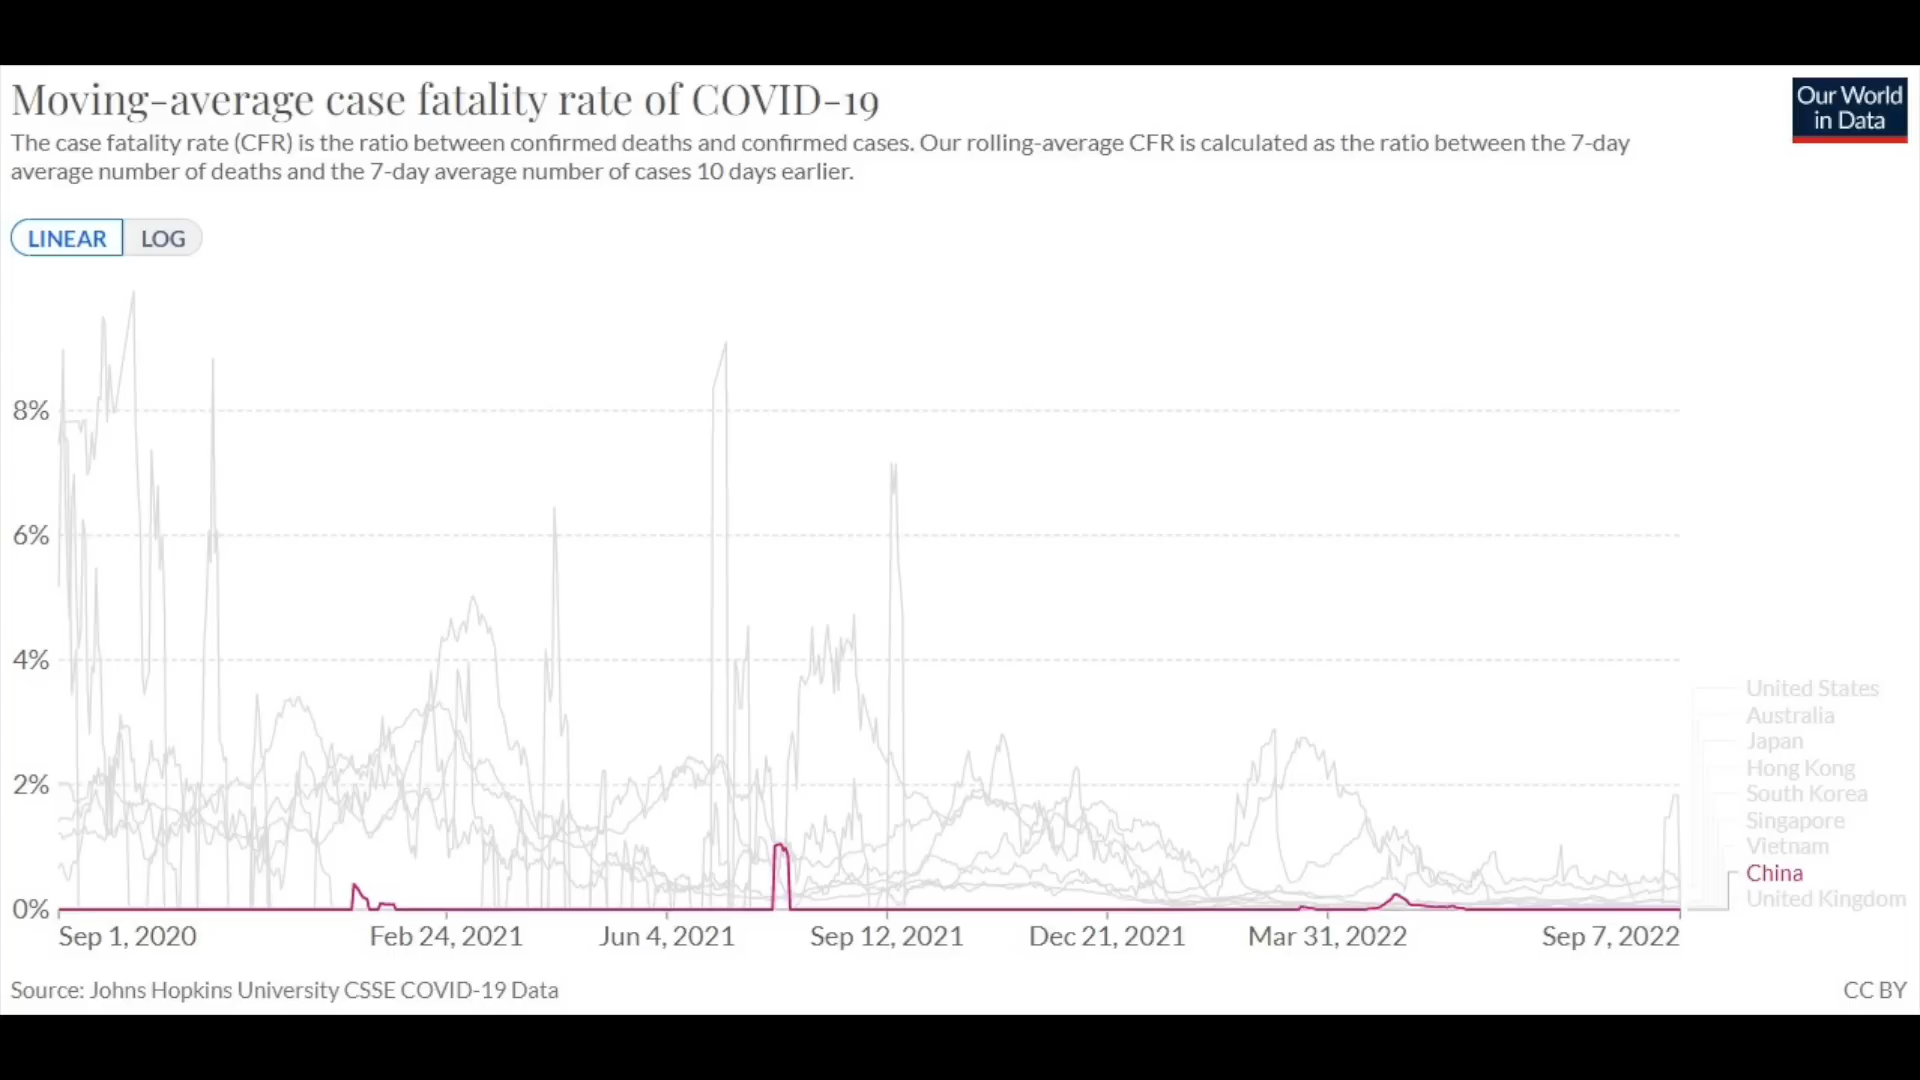 Moving-average case fatality rate of COVID-19
Our World
in Data
The case fatality rate (CFR) is the ratio between confirmed deaths and confirmed cases. Our rolling-average CFR is calculated as the ratio between the 7-day
average number of deaths and the 7-day average number of cases 10 days earlier.
LINEAR LOG
8%
6%
4%
2%
0%
United States
Australia
Japan
Hong Kong
South Korea
Singapore
Vietnam
China
United Kingdom
Sep 1, 2020 Feb 24, 2021 Jun 4, 2021 Sep 12, 2021 Dec 21, 2021 Mar 31, 2022 Sep 7, 2022
Source: Johns Hopkins University CSSE COVID-19 Data CC BY